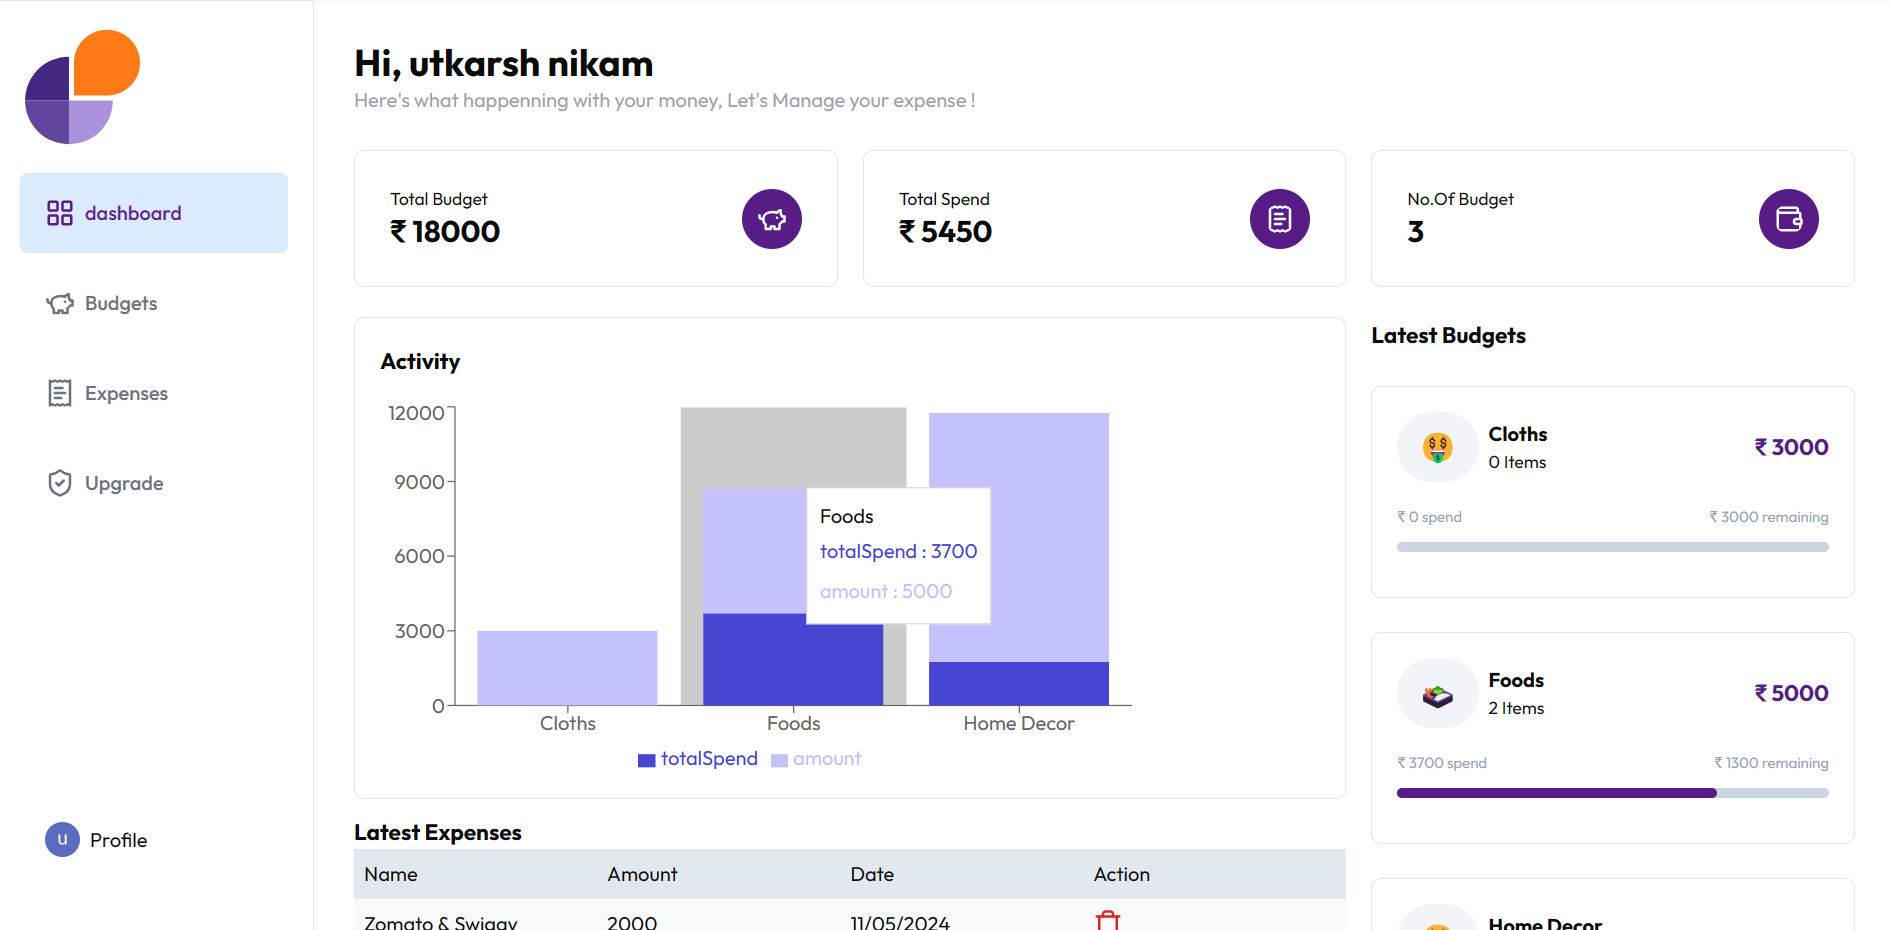 Hi, utkarsh nikam
Here's what happenning with your money, Let's Manage your expense !
dashboard
Budgets
Expenses
Upgrade
u Profile
Total Budget
₹ 18000
Total Spend
₹ 5450
No.Of Budget
3
Activity
12000
9000
6000
3000
0
Cloths Foods Home Decor
Foods
totalSpend : 3700
amount : 5000
totalSpend amount
Latest Expenses
Name Amount Date Action
Zomato & Swiggy 2000 11/05/2024
Latest Budgets
Cloths
0 Items
₹ 3000
₹ 0 spend ₹ 3000 remaining
Foods
2 Items
₹ 5000
₹ 3700 spend ₹ 1300 remaining
Home Decor